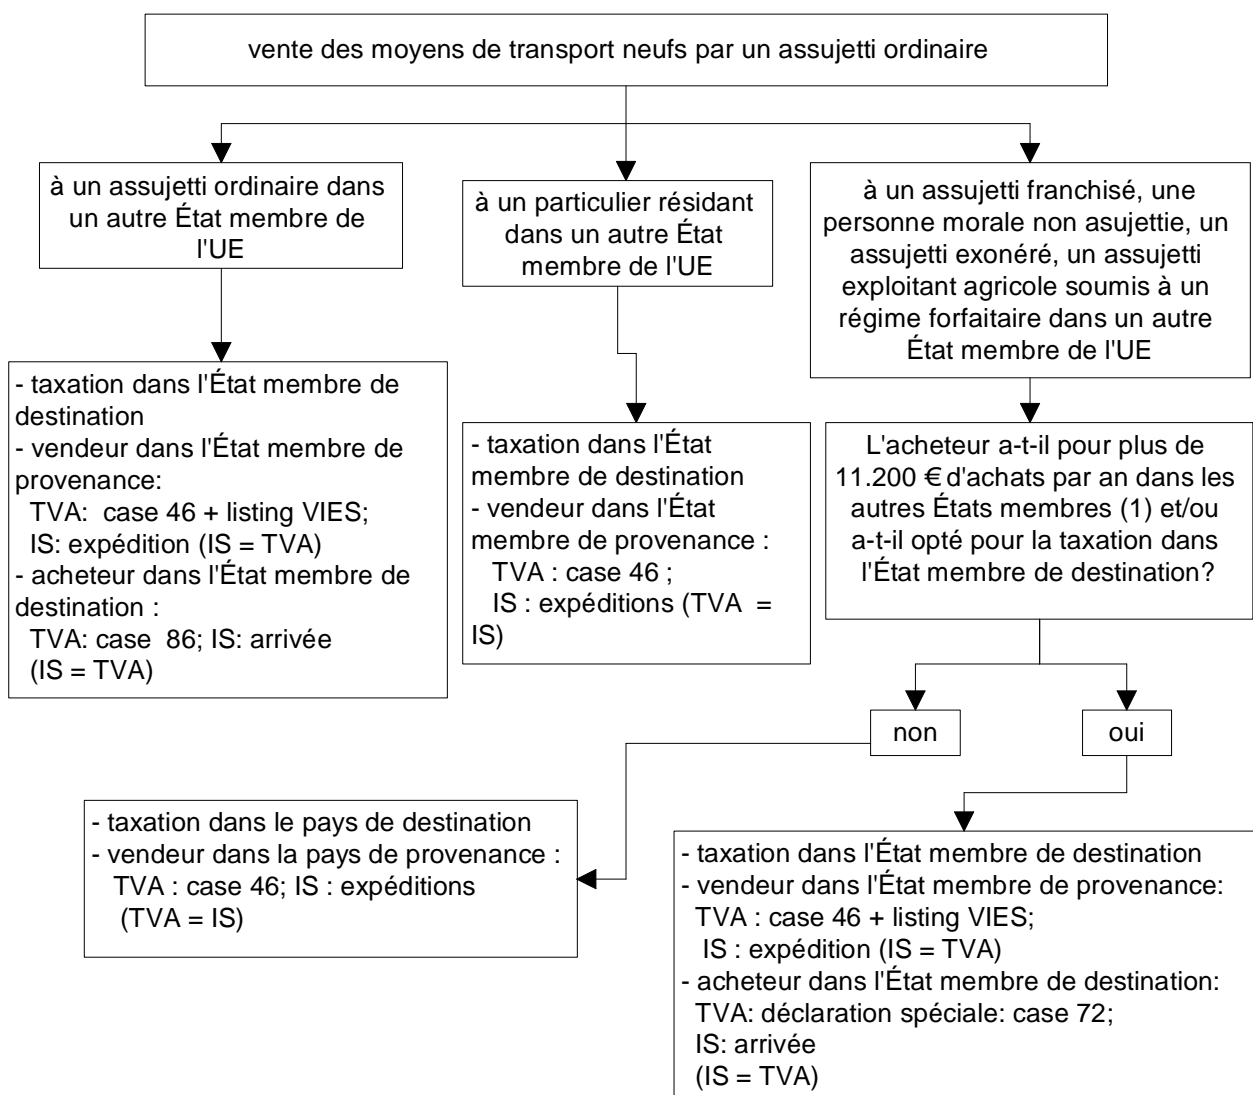 vente des moyens de transport neufs par un assujetti ordinaire
à un assujetti ordinaire dans
un autre État membre de
l'UE
à un particulier résidant
dans un autre État
membre de l'UE
à un assujetti franchisé, une
personne morale non asujettie, un
assujetti exonéré, un assujetti
exploitant agricole soumis à un
régime forfaitaire dans un autre
État membre de l'UE
- taxation dans l'État membre de
destination
- vendeur dans l'État membre de
provenance:
TVA: case 46 + listing VIES;
IS: expédition (IS = TVA)
- acheteur dans l'État membre de
destination :
TVA: case 86; IS: arrivée
(IS = TVA)
- taxation dans l'État
membre de destination
- vendeur dans l'État
membre de provenance :
TVA : case 46 ;
IS : expéditions (TVA =
IS)
L'acheteur a-t-il pour plus de
11.200 € d'achats par an dans les
autres États membres (1) et/ou
a-t-il opté pour la taxation dans
l'État membre de destination?
non
oui
- taxation dans le pays de destination
- vendeur dans la pays de provenance :
TVA : case 46; IS : expéditions
(TVA = IS)
- taxation dans l'État membre de destination
- vendeur dans l'État membre de provenance:
TVA : case 46 + listing VIES;
IS : expédition (IS = TVA)
- acheteur dans l'État membre de destination:
TVA: déclaration spéciale: case 72;
IS: arrivée
(IS = TVA)